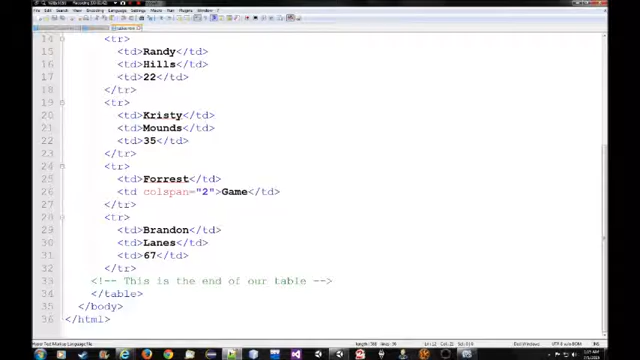 14 <tr>
15 <td>Randy</td>
16 <td>Hills</td>
17 <td>22</td>
18 </tr>
19 <tr>
20 <td>Kristy</td>
21 <td>Mounds</td>
22 <td>35</td>
23 </tr>
24 <tr>
25 <td>Forrest</td>
26 <td colspan="2">Game</td>
27 </tr>
28 <tr>
29 <td>Brandon</td>
30 <td>Lanes</td>
31 <td>67</td>
32 </tr>
33 <!-- This is the end of our table -->
34 </table>
35 </body>
36 </html>